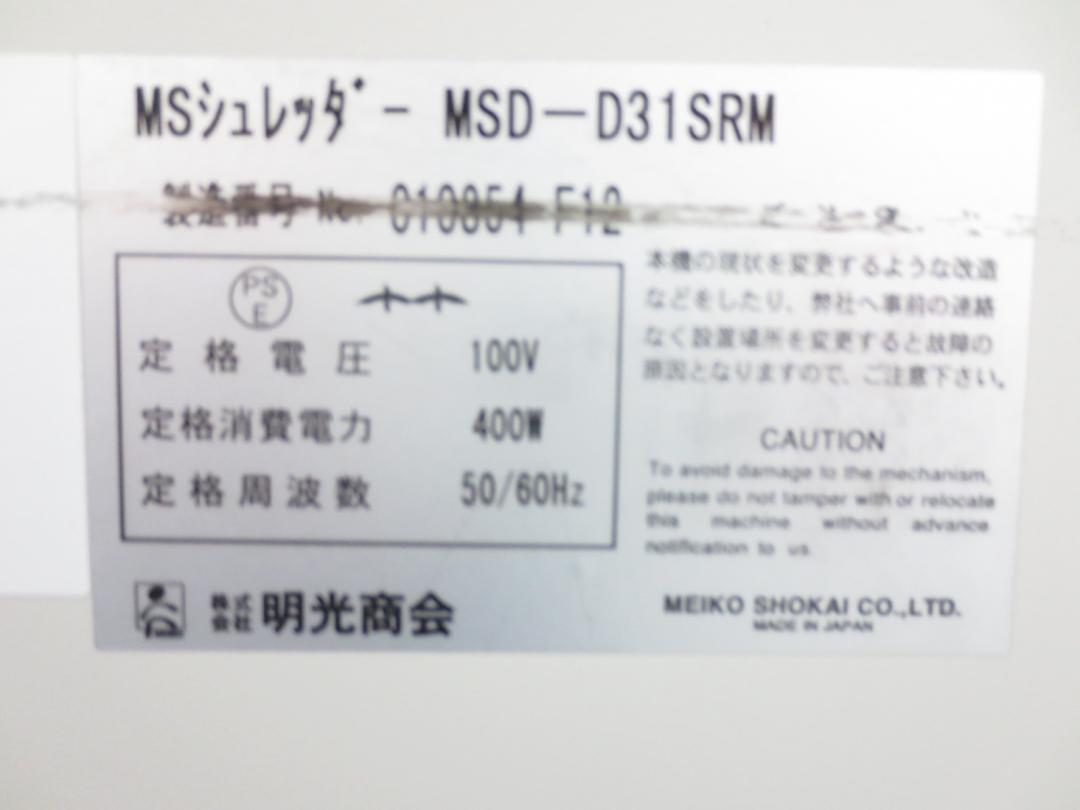 MSシュレッダー MSD-D31SRM
製造番号 No.
本機の現状を変更するような改造
などをしたり、弊社へ事前の連絡
なく設置場所を変更すると故障の
原因となりますので、ご注意下さい。
PS
E
定格電圧 100V
定格消費電力 400W
定格周波数 50/60Hz
CAUTION
To avoid damage to the mechanism,
please do not tamper with or relocate
this machine without advance
notification to us.
株式
会社 明光商会
MEIKO SHOKAI CO.,LTD.
MADE IN JAPAN